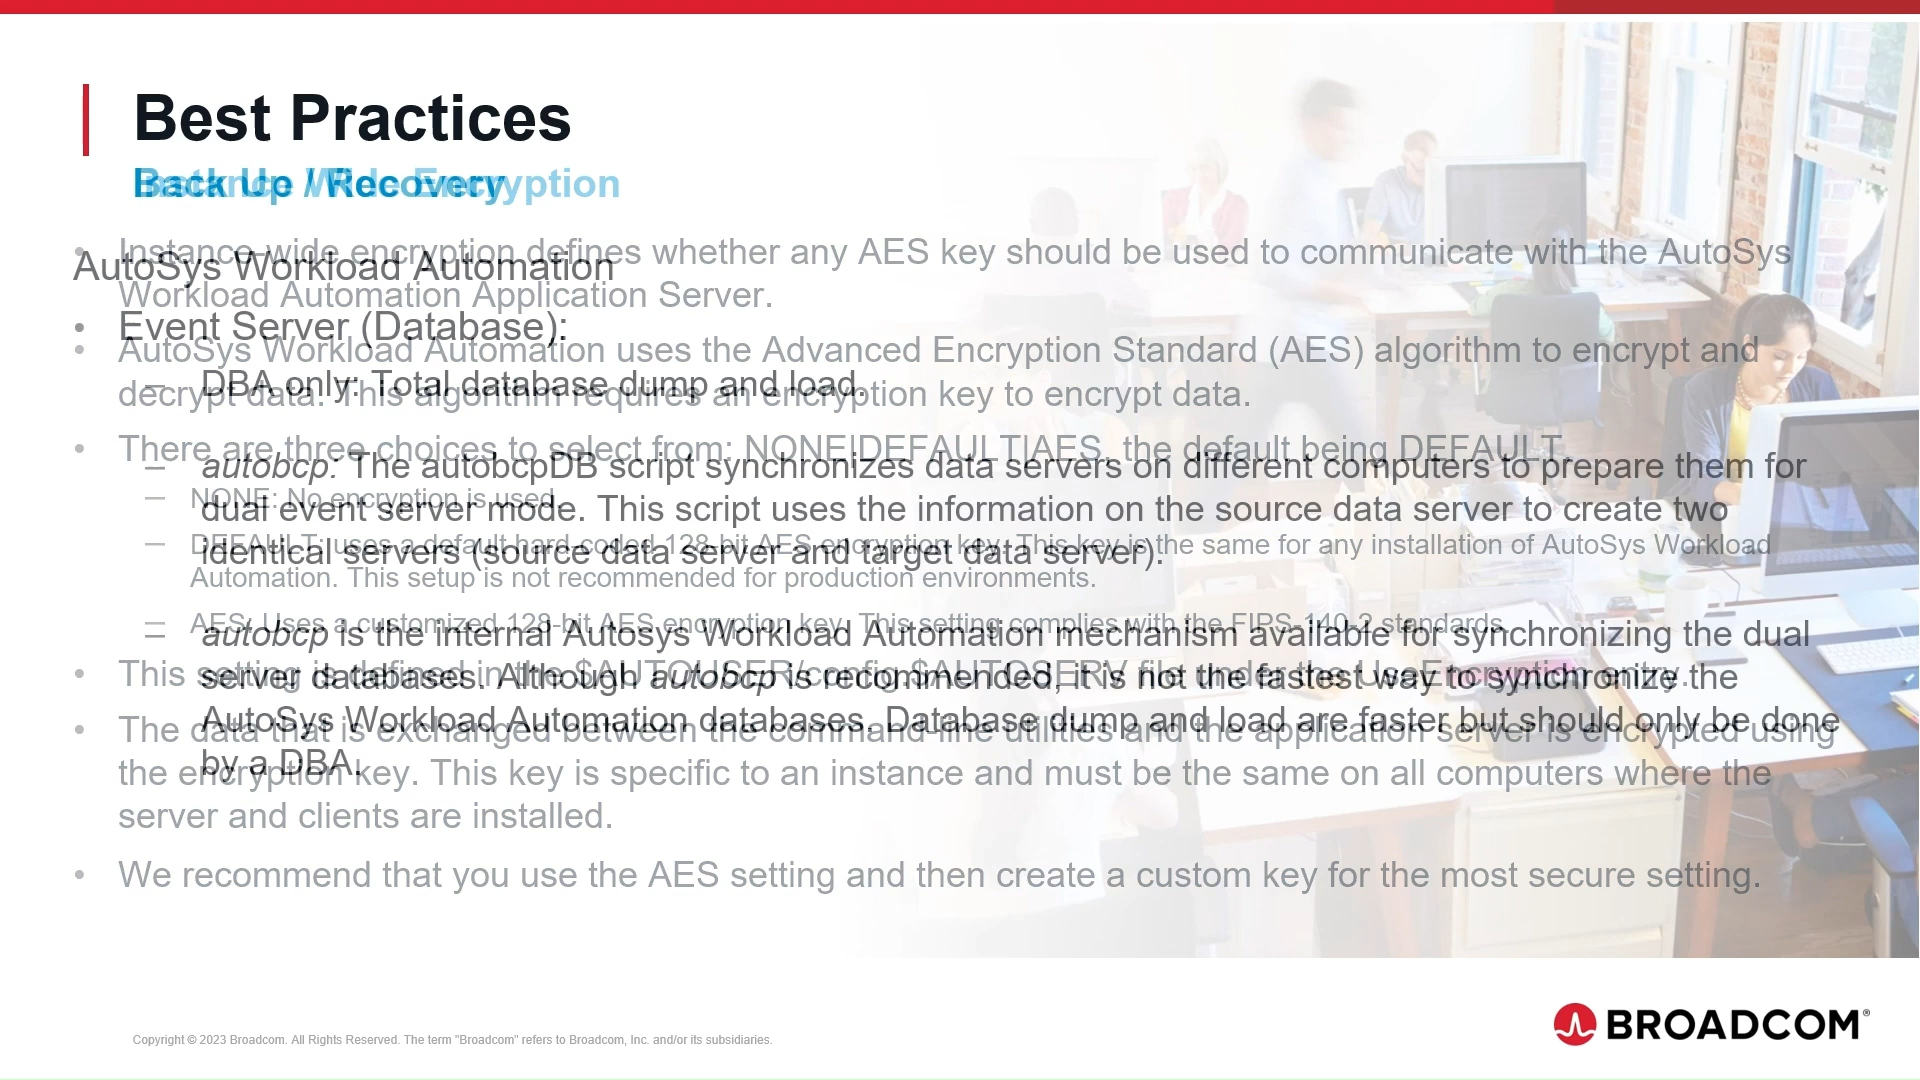 Best Practices
Back Up / Recovery
AutoSys Workload Automation
• Event Server (Database):
– DBA only: Total database dump and load.
– autobcp: The autobcpDB script synchronizes data servers on different computers to prepare them for
dual event server mode. This script uses the information on the source data server to create two
identical servers (source data server and target data server).
– autobcp is the internal Autosys Workload Automation mechanism available for synchronizing the dual
server databases. Although autobcp is recommended, it is not the fastest way to synchronize the
AutoSys Workload Automation databases. Database dump and load are faster but should only be done
by a DBA.
Instance Wide Encryption
• Instance-wide encryption defines whether any AES key should be used to communicate with the AutoSys
Workload Automation Application Server.
• AutoSys Workload Automation uses the Advanced Encryption Standard (AES) algorithm to encrypt and
decrypt data. This algorithm requires an encryption key to encrypt data.
• There are three choices to select from: NONE|DEFAULT|AES, the default being DEFAULT.
– NONE: No encryption is used.
– DEFAULT: uses a default hard-coded 128-bit AES encryption key. This key is the same for any installation of AutoSys Workload
Automation. This setup is not recommended for production environments.
– AES: Uses a customized 128-bit AES encryption key. This setting complies with the FIPS-140-2 standards.
• This setting is defined in the $AUTOUSER/config.$AUTOSERV file under the UseEncryption entry.
• The data that is exchanged between the command-line utilities and the application server is encrypted using
the encryption key. This key is specific to an instance and must be the same on all computers where the
server and clients are installed.
• We recommend that you use the AES setting and then create a custom key for the most secure setting.
Copyright © 2023 Broadcom. All Rights Reserved. The term "Broadcom" refers to Broadcom, Inc. and/or its subsidiaries.
BROADCOM®